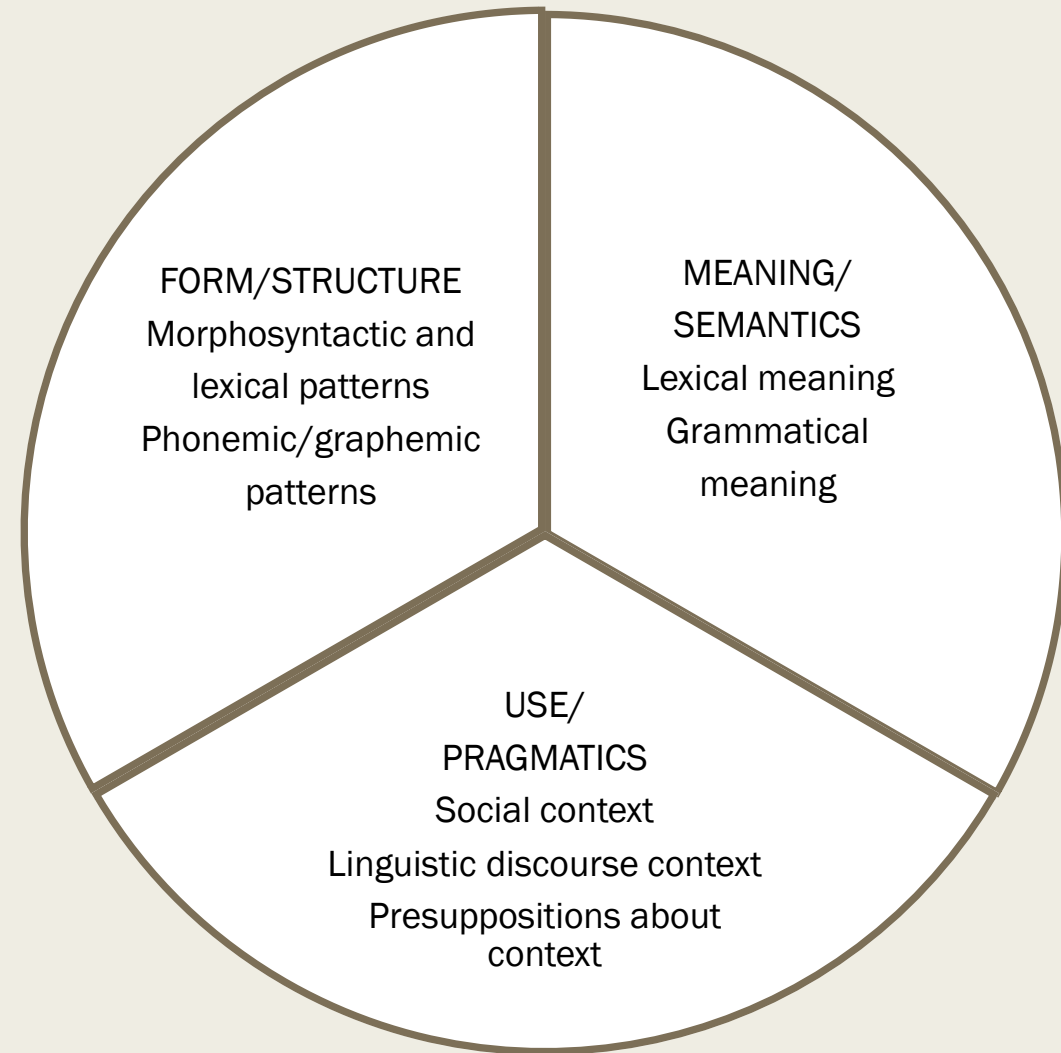 FORM/STRUCTURE
Morphosyntactic and
lexical patterns
Phonemic/graphemic
patterns
MEANING/
SEMANTICS
Lexical meaning
Grammatical
meaning
USE/
PRAGMATICS
Social context
Linguistic discourse context
Presuppositions about
context